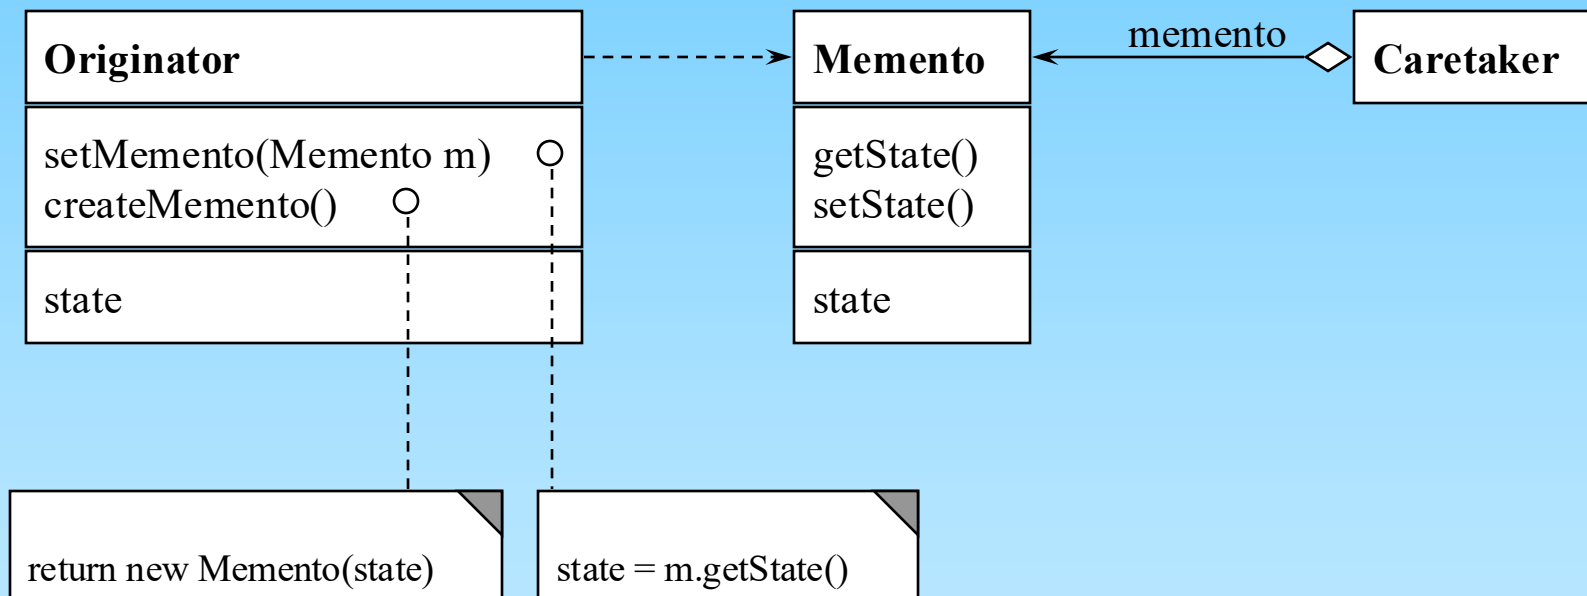 Originator
setMemento(Memento m)
createMemento()
state
Memento
getState()
setState()
state
memento
Caretaker
return new Memento(state)
state = m.getState()